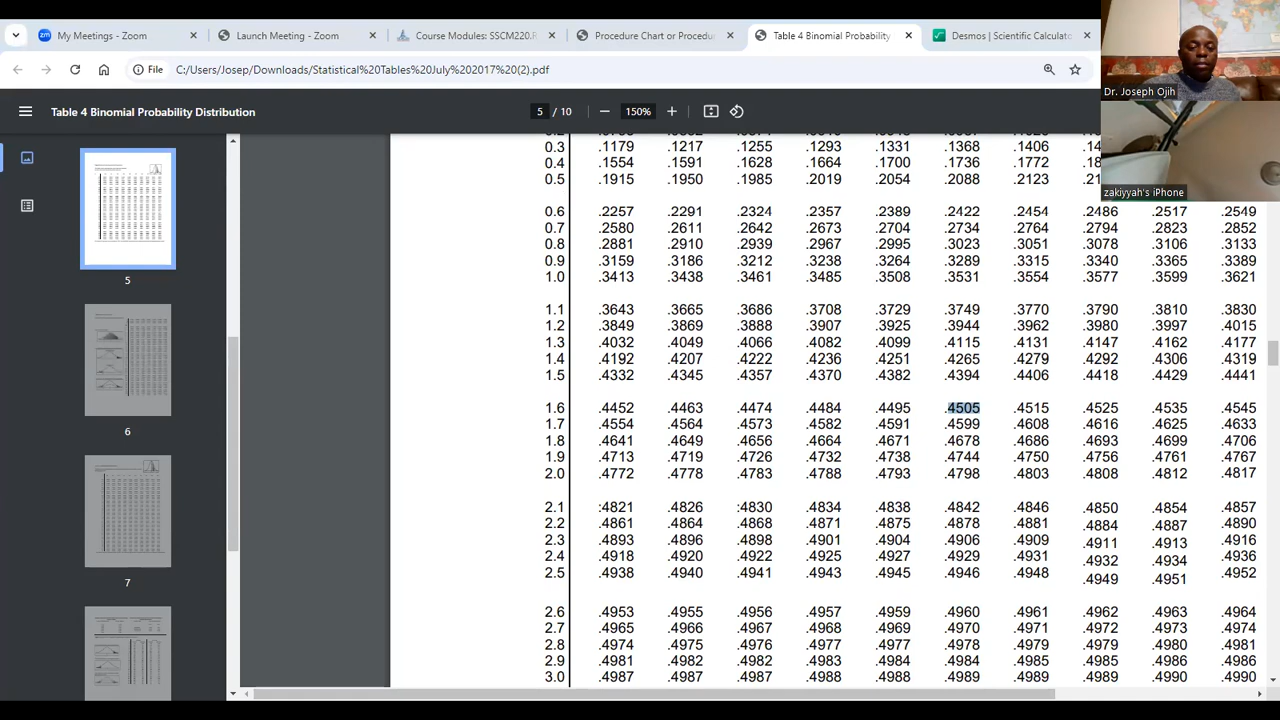 My Meetings - Zoom
Launch Meeting - Zoom
Course Modules: SSCM220.R
Procedure Chart or Procedur
Table 4 Binomial Probability
Desmos | Scientific Calculato
File
C:/Users/Josep/Downloads/Statistical%20Tables%20July%202017%20(2).pdf
Dr. Joseph Ojih
Table 4 Binomial Probability Distribution
5 / 10
150%
zakiyyah's iPhone
5
6
7
0.3 .1179 .1217 .1255 .1293 .1331 .1368 .1406
0.4 .1554 .1591 .1628 .1664 .1700 .1736 .1772
0.5 .1915 .1950 .1985 .2019 .2054 .2088 .2123
0.6 .2257 .2291 .2324 .2357 .2389 .2422 .2454 .2486 .2517 .2549
0.7 .2580 .2611 .2642 .2673 .2704 .2734 .2764 .2794 .2823 .2852
0.8 .2881 .2910 .2939 .2967 .2995 .3023 .3051 .3078 .3106 .3133
0.9 .3159 .3186 .3212 .3238 .3264 .3289 .3315 .3340 .3365 .3389
1.0 .3413 .3438 .3461 .3485 .3508 .3531 .3554 .3577 .3599 .3621
1.1 .3643 .3665 .3686 .3708 .3729 .3749 .3770 .3790 .3810 .3830
1.2 .3849 .3869 .3888 .3907 .3925 .3944 .3962 .3980 .3997 .4015
1.3 .4032 .4049 .4066 .4082 .4099 .4115 .4131 .4147 .4162 .4177
1.4 .4192 .4207 .4222 .4236 .4251 .4265 .4279 .4292 .4306 .4319
1.5 .4332 .4345 .4357 .4370 .4382 .4394 .4406 .4418 .4429 .4441
1.6 .4452 .4463 .4474 .4484 .4495 .4505 .4515 .4525 .4535 .4545
1.7 .4554 .4564 .4573 .4582 .4591 .4599 .4608 .4616 .4625 .4633
1.8 .4641 .4649 .4656 .4664 .4671 .4678 .4686 .4693 .4699 .4706
1.9 .4713 .4719 .4726 .4732 .4738 .4744 .4750 .4756 .4761 .4767
2.0 .4772 .4778 .4783 .4788 .4793 .4798 .4803 .4808 .4812 .4817
2.1 :4821 .4826 :4830 .4834 .4838 .4842 .4846 .4850 .4854 .4857
2.2 .4861 .4864 .4868 .4871 .4875 .4878 .4881 .4884 .4887 .4890
2.3 .4893 .4896 .4898 .4901 .4904 .4906 .4909 .4911 .4913 .4916
2.4 .4918 .4920 .4922 .4925 .4927 .4929 .4931 .4932 .4934 .4936
2.5 .4938 .4940 .4941 .4943 .4945 .4946 .4948 .4949 .4951 .4952
2.6 .4953 .4955 .4956 .4957 .4959 .4960 .4961 .4962 .4963 .4964
2.7 .4965 .4966 .4967 .4968 .4969 .4970 .4971 .4972 .4973 .4974
2.8 .4974 .4975 .4976 .4977 .4977 .4978 .4979 .4979 .4980 .4981
2.9 .4981 .4982 .4982 .4983 .4984 .4984 .4985 .4985 .4986 .4986
3.0 .4987 .4987 .4987 .4988 .4988 .4989 .4989 .4989 .4990 .4990